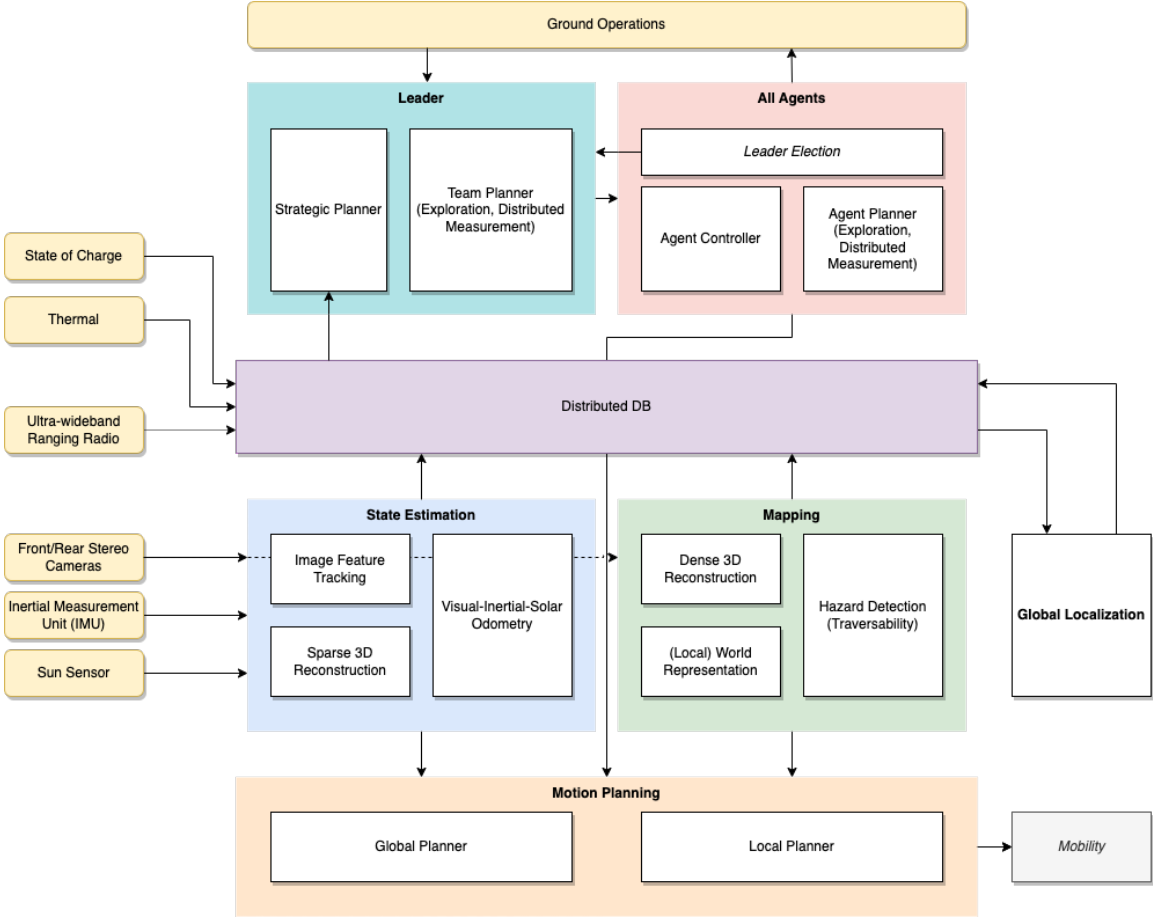 Ground Operations
Leader
Strategic Planner
Team Planner
(Exploration, Distributed
Measurement)
All Agents
Leader Election
Agent Controller
Agent Planner
(Exploration,
Distributed
Measurement)
State of Charge
Thermal
Ultra-wideband
Ranging Radio
Distributed DB
Front/Rear Stereo
Cameras
Inertial Measurement
Unit (IMU)
Sun Sensor
State Estimation
Image Feature
Tracking
Sparse 3D
Reconstruction
Visual-Inertial-Solar
Odometry
Mapping
Dense 3D
Reconstruction
(Local) World
Representation
Hazard Detection
(Traversability)
Global Localization
Motion Planning
Global Planner
Local Planner
Mobility